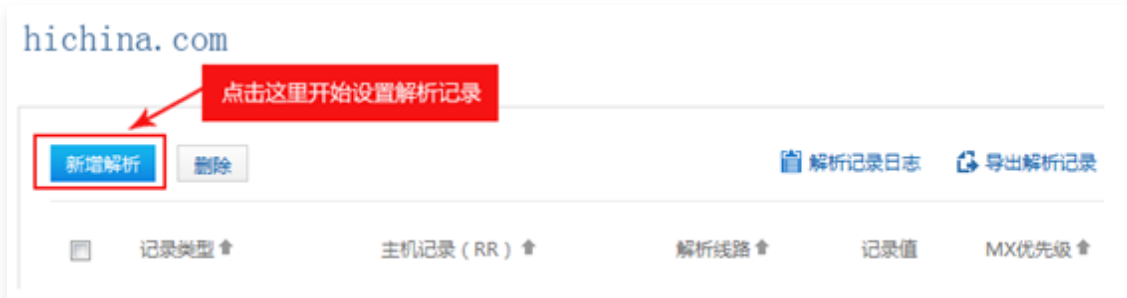 hichina.com
点击这里开始设置解析记录
新增解析 删除 解析记录日志 导出解析记录
记录类型 主机记录（RR） 解析线路 记录值 MX优先级